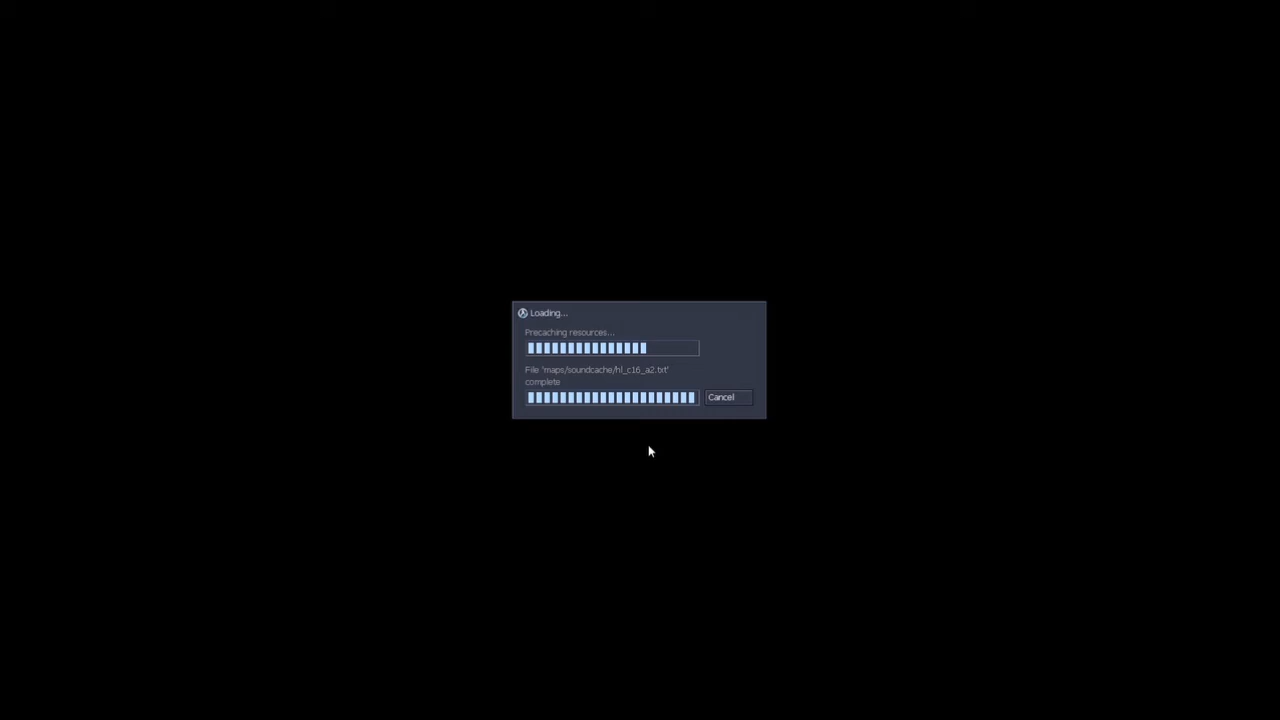 Loading...
Precaching resources...
File 'maps/soundcache/hl_c16_a2.txt'
complete
Cancel